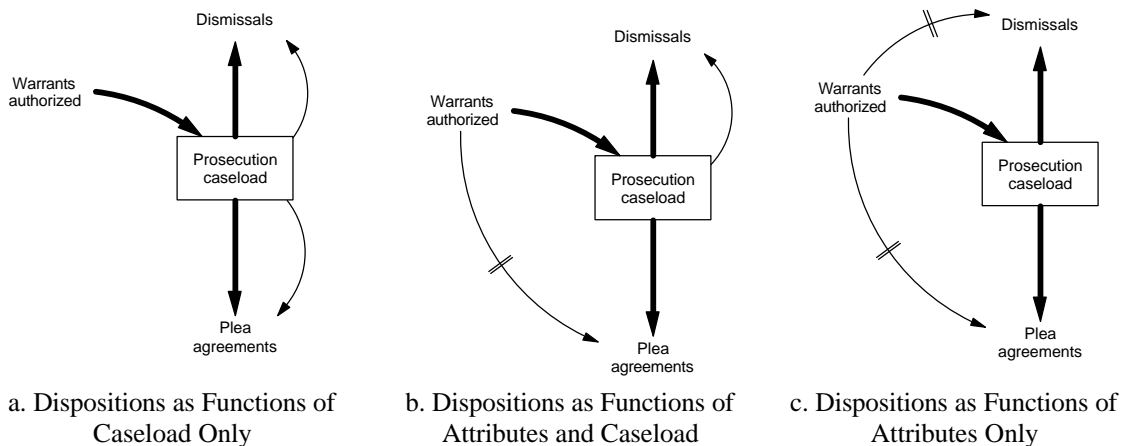 Dismissals
Warrants
authorized
Prosecution
caseload
Plea
agreements
a. Dispositions as Functions of
Caseload Only
Dismissals
Warrants
authorized
Prosecution
caseload
Plea
agreements
b. Dispositions as Functions of
Attributes and Caseload
Dismissals
Warrants
authorized
Prosecution
caseload
Plea
agreements
c. Dispositions as Functions of
Attributes Only